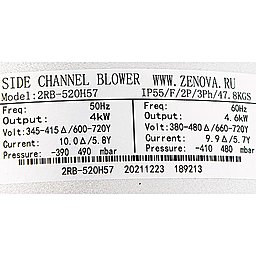 SIDE CHANNEL BLOWER WWW.ZENOVA.RU
Model:2RB-520H57 IP55/F/2P/3Ph/47.8KGS
Freq: 50Hz
Output: 4kW
Volt:345-415Δ/600-720Y
Current: 10.0Δ/5.8Y
Pressure: -390 490 mbar
Freq: 60Hz
Output: 4.6kW
Volt:380-480Δ/660-720Y
Current: 9.9Δ/5.7Y
Pressure: -410 480 mbar
2RB-520H57 20211223 189213